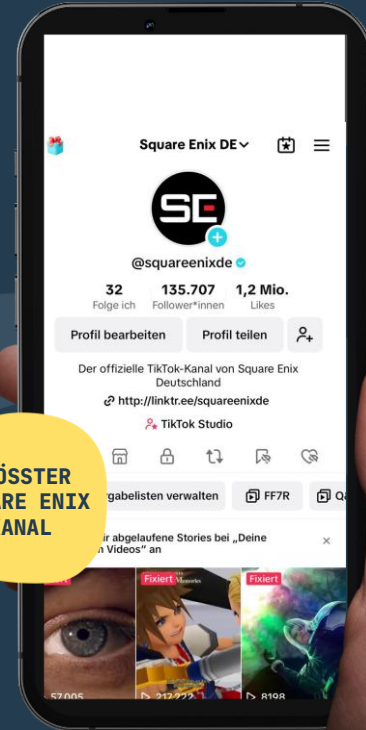 Square Enix DE
SE
@squareenixde
32 135.707 1,2 Mio.
Folge ich Follower*innen Likes
Profil bearbeiten Profil teilen
Der offizielle TikTok-Kanal von Square Enix
Deutschland
http://linktr.ee/squareenixde
TikTok Studio
ÖSSTER
RE ENIX
ANAL
rgabelisten verwalten FF7R
ir abgelaufene Stories bei „Deine
n Videos" an
Fixiert Memories Fixiert
57.005 217.222 8198